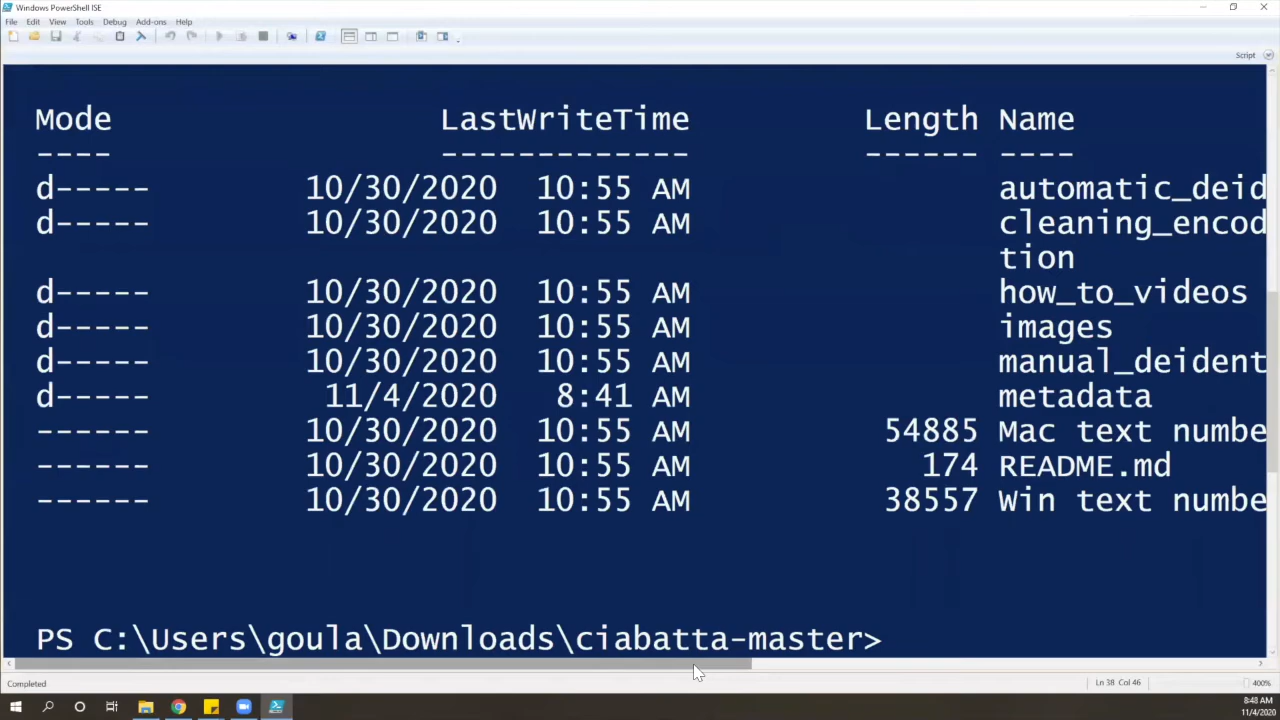 Windows PowerShell ISE
File Edit View Tools Debug Add-ons Help
Script
Mode LastWriteTime Length Name
---- ------------- ------ ----
d----- 10/30/2020 10:55 AM automatic_deid
d----- 10/30/2020 10:55 AM cleaning_encod
tion
d----- 10/30/2020 10:55 AM how_to_videos
d----- 10/30/2020 10:55 AM images
d----- 10/30/2020 10:55 AM manual_deident
d----- 11/4/2020 8:41 AM metadata
------ 10/30/2020 10:55 AM 54885 Mac text numbe
------ 10/30/2020 10:55 AM 174 README.md
------ 10/30/2020 10:55 AM 38557 Win text numbe
PS C:\Users\goula\Downloads\ciabatta-master>
Completed
Ln 38 Col 46
400%
8:48 AM
11/4/2020